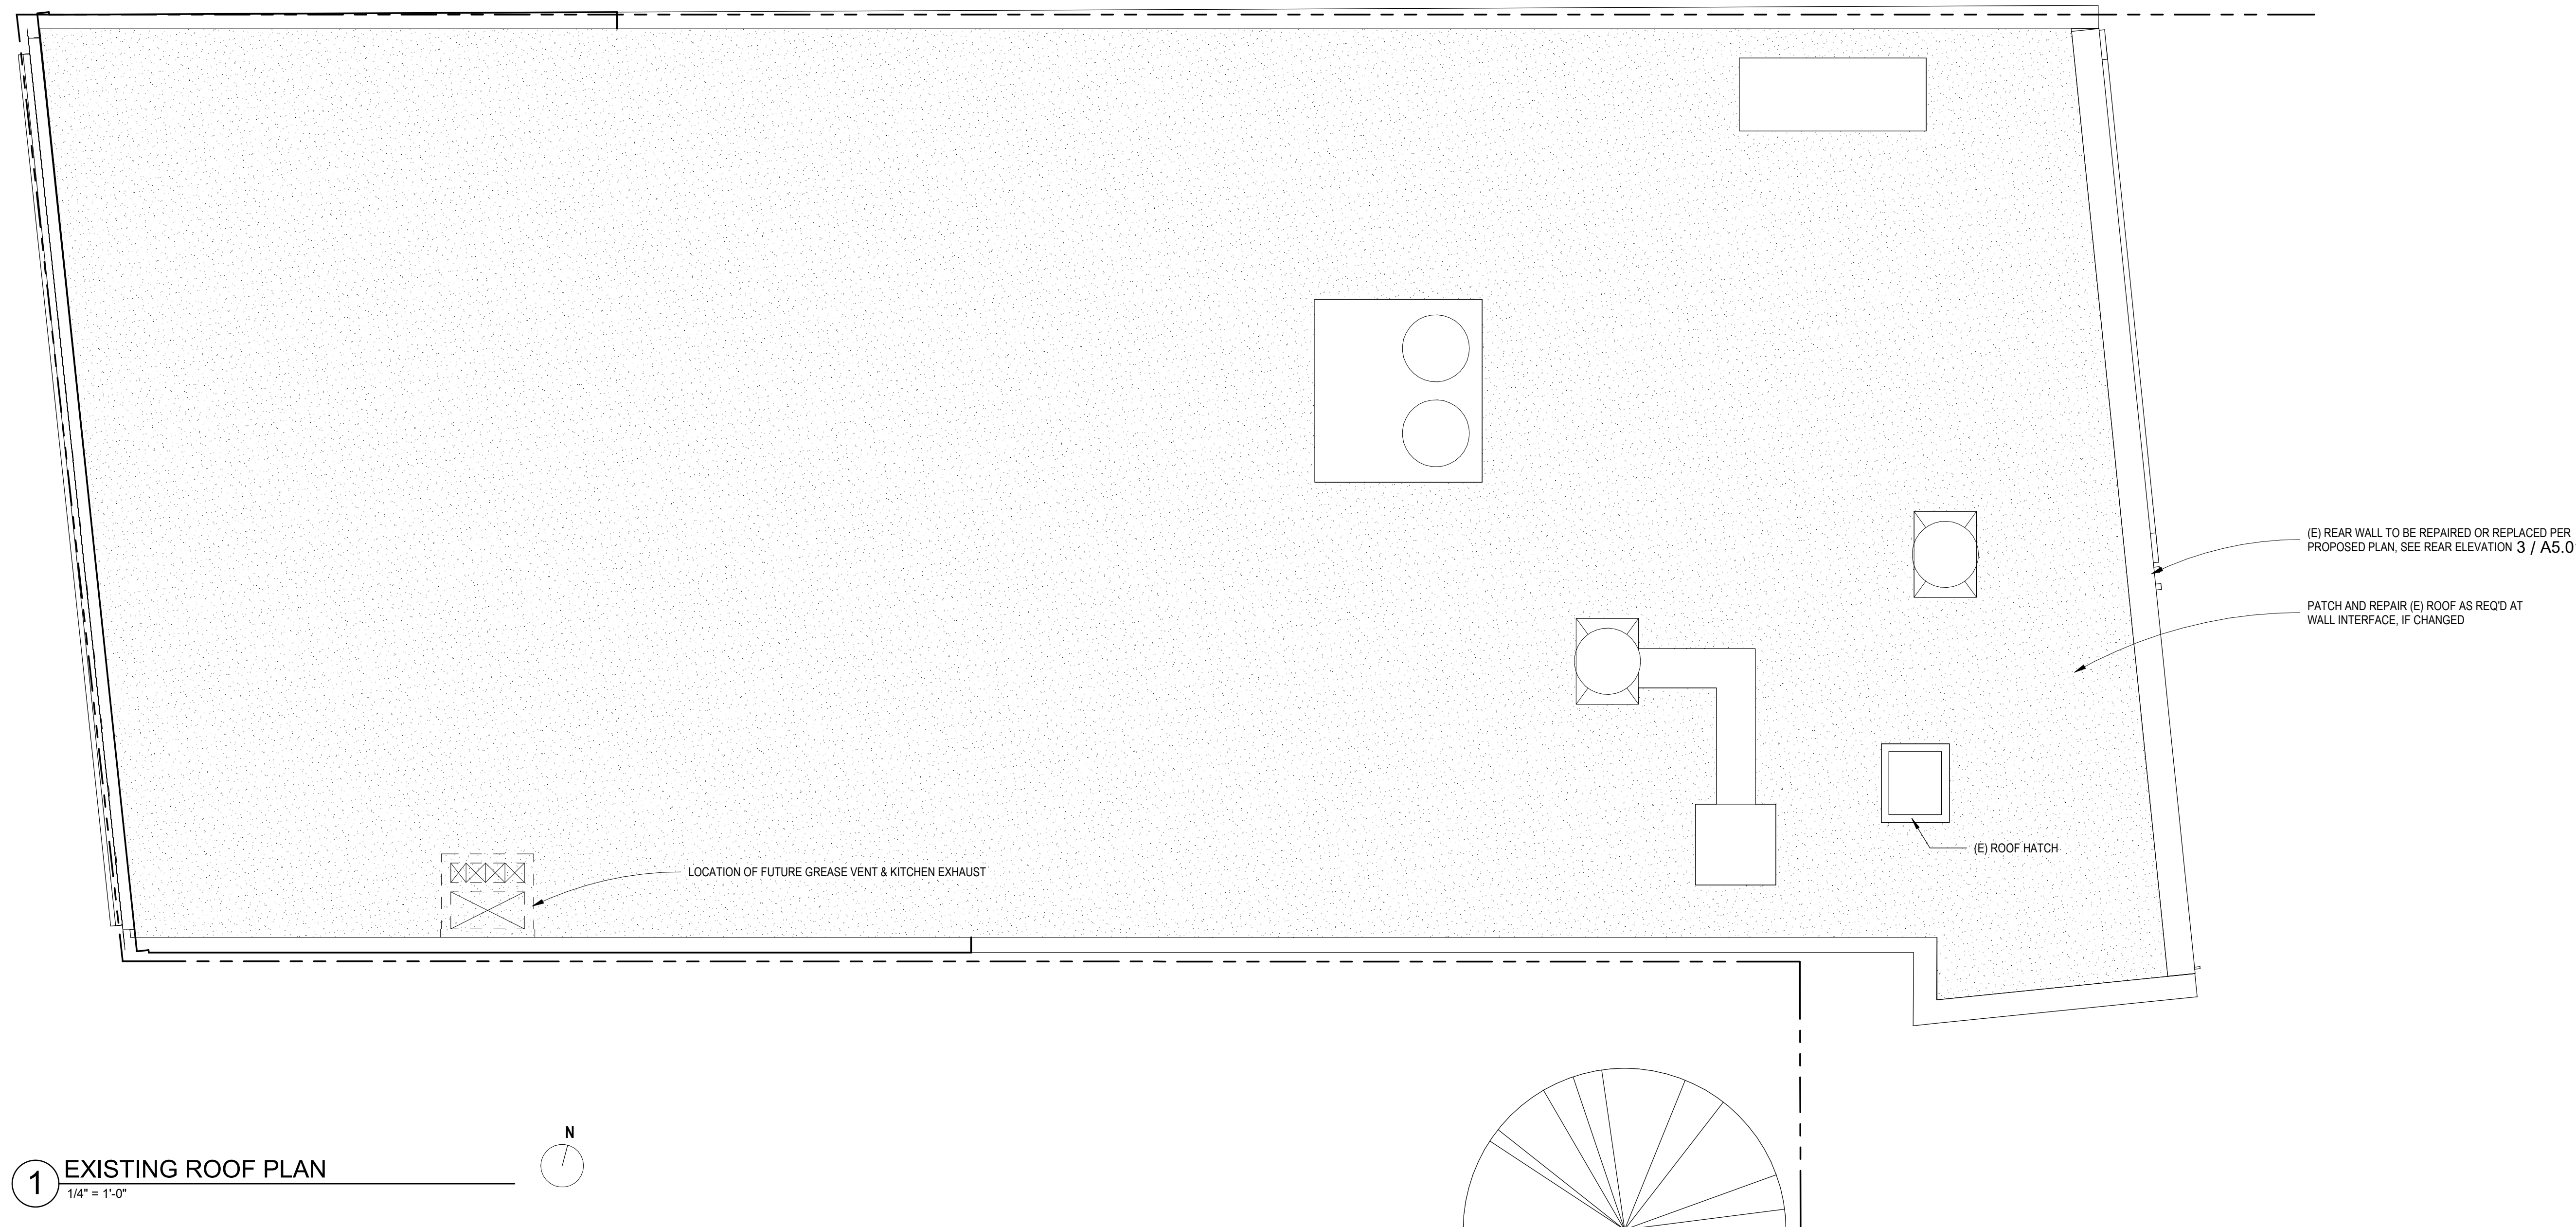 (E) REAR WALL TO BE REPAIRED OR REPLACED PER
PROPOSED PLAN, SEE REAR ELEVATION 3 / A5.0
PATCH AND REPAIR (E) ROOF AS REQ'D AT
WALL INTERFACE, IF CHANGED
(E) ROOF HATCH
LOCATION OF FUTURE GREASE VENT & KITCHEN EXHAUST
N
1 EXISTING ROOF PLAN
1/4" = 1'-0"